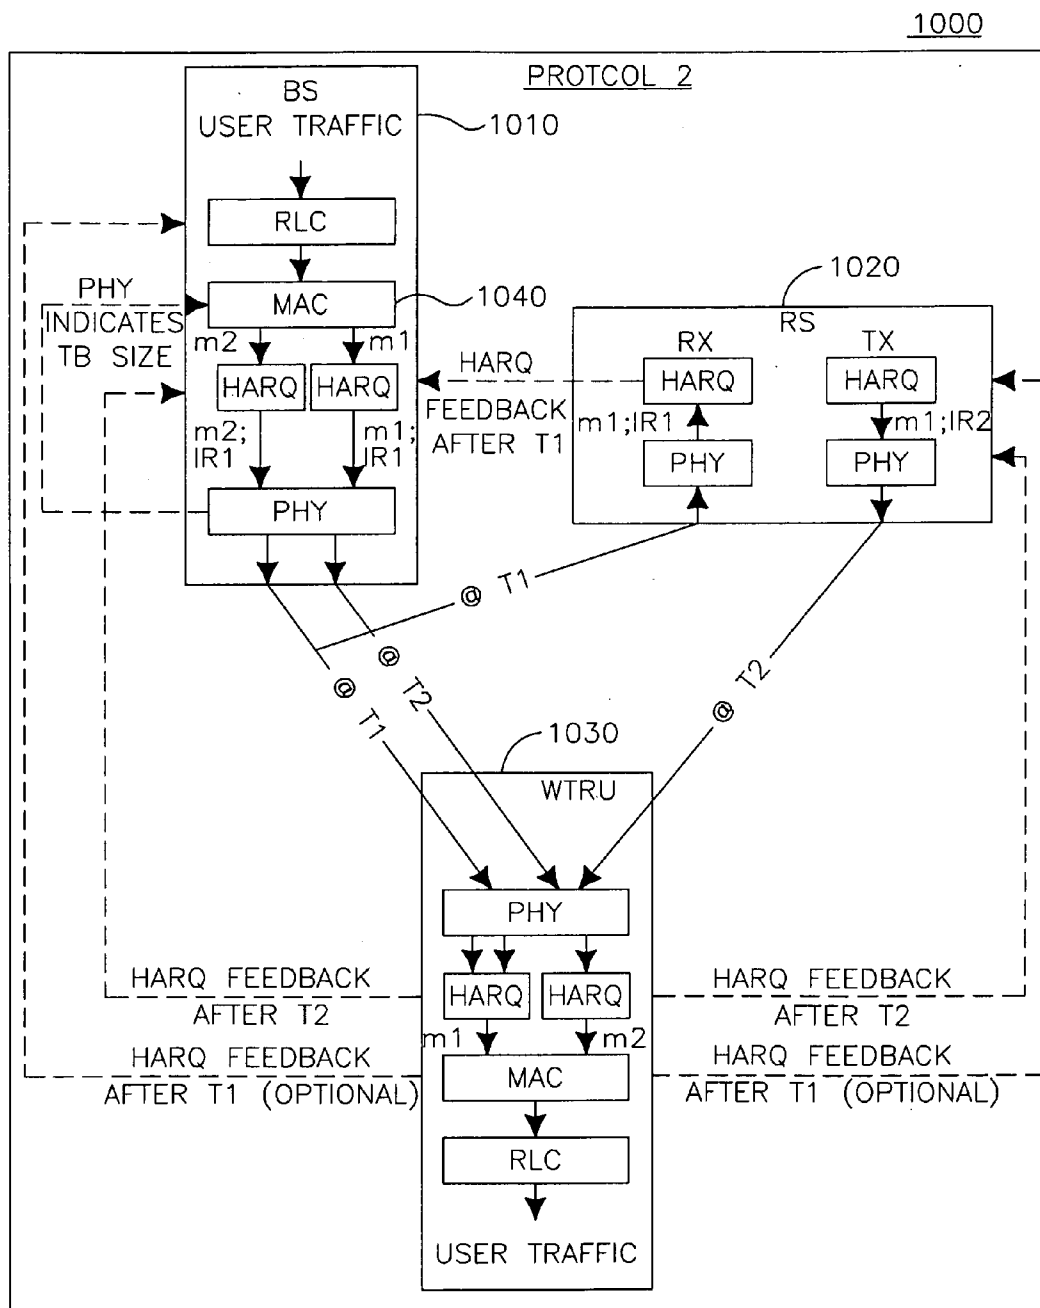 1000
PROTCOL 2
BS
USER TRAFFIC
1010
RLC
MAC
1040
PHY
INDICATES
TB SIZE
m2
m1
HARQ
HARQ
m2;
IR1
m1;
IR1
PHY
1020
RS
RX
TX
HARQ
HARQ
HARQ
FEEDBACK
AFTER T1
m1;IR1
m1;IR2
PHY
PHY
@ T1
@ T2
@ T1
@ T2
1030
WTRU
PHY
HARQ
HARQ
m1
m2
MAC
RLC
USER TRAFFIC
HARQ FEEDBACK
AFTER T2
HARQ FEEDBACK
AFTER T1 (OPTIONAL)
HARQ FEEDBACK
AFTER T2
HARQ FEEDBACK
AFTER T1 (OPTIONAL)